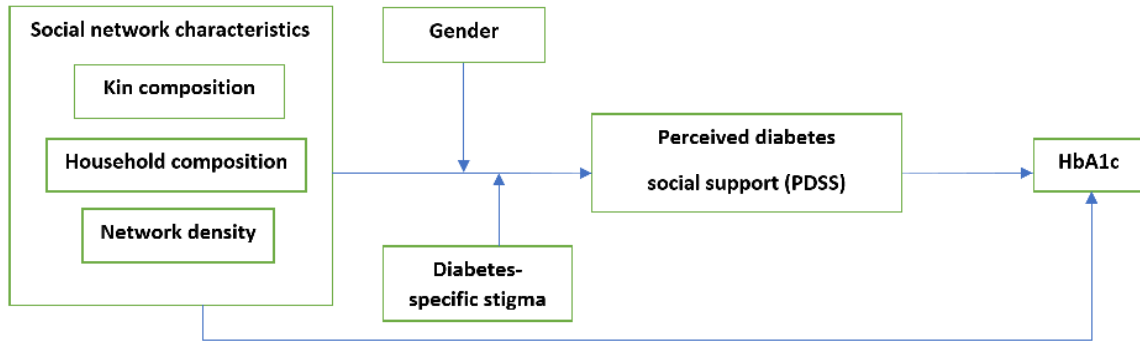 Social network characteristics
Kin composition
Household composition
Network density
Gender
Diabetes-
specific stigma
Perceived diabetes
social support (PDSS)
HbA1c